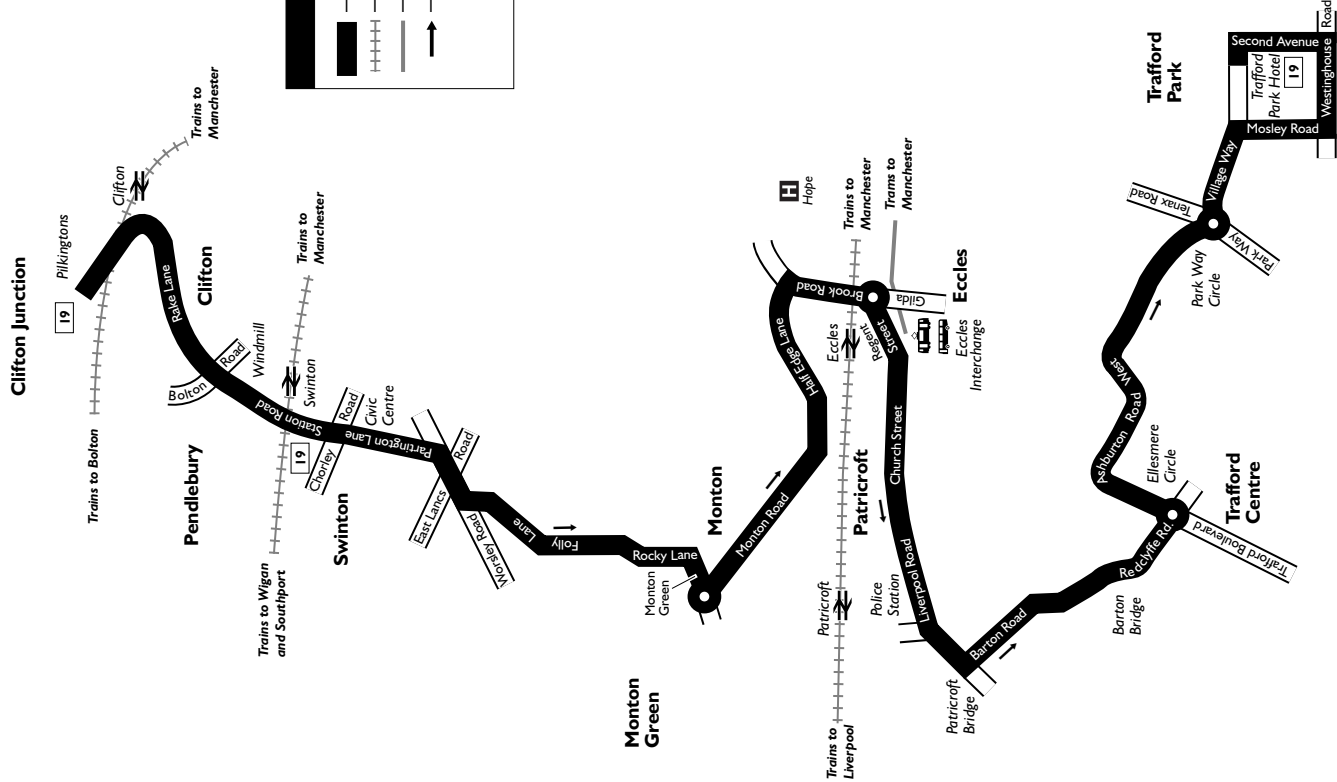 Clifton Junction
Pilkingtons
19
Clifton
Trains to
Manchester
Trains to Bolton
Rake Lane
Clifton
Bolton
Road
Windmill
Pendlebury
Station Road
Swinton
Trains to
Manchester
Trains to Wigan
and Southport
19
Chorley
Road
Civic
Centre
Swinton
Partington Lane
East Lancs
Road
Worsley Road
Folly
Lane
Rocky Lane
Monton
Green
Monton
Green
Monton Road
Monton
Half Edge Lane
H
Hope
Brook Road
Trains to
Manchester
Trams to
Manchester
Eccles
Gilda
Eccles
Regent
Street
Eccles
Interchange
Church Street
Patricroft
Patricroft
Trains to
Liverpool
Police
Station
Liverpool Road
Patricroft
Bridge
Barton Road
Barton
Bridge
Redclyffe Rd.
Ellesmere
Circle
Trafford
Centre
Trafford Boulevard
Ashburton
Road
West
Park Way
Circle
Park Way
Tenax Road
Village Way
Trafford
Park
Mosley Road
Trafford
Park Hotel
19
Second Avenue
Westinghouse
Road